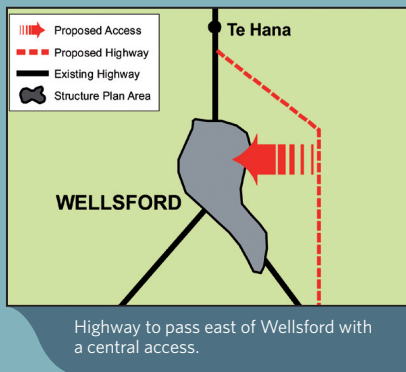 Proposed Access
Proposed Highway
Existing Highway
Structure Plan Area
Te Hana
WELLSFORD
Highway to pass east of Wellsford with
a central access.